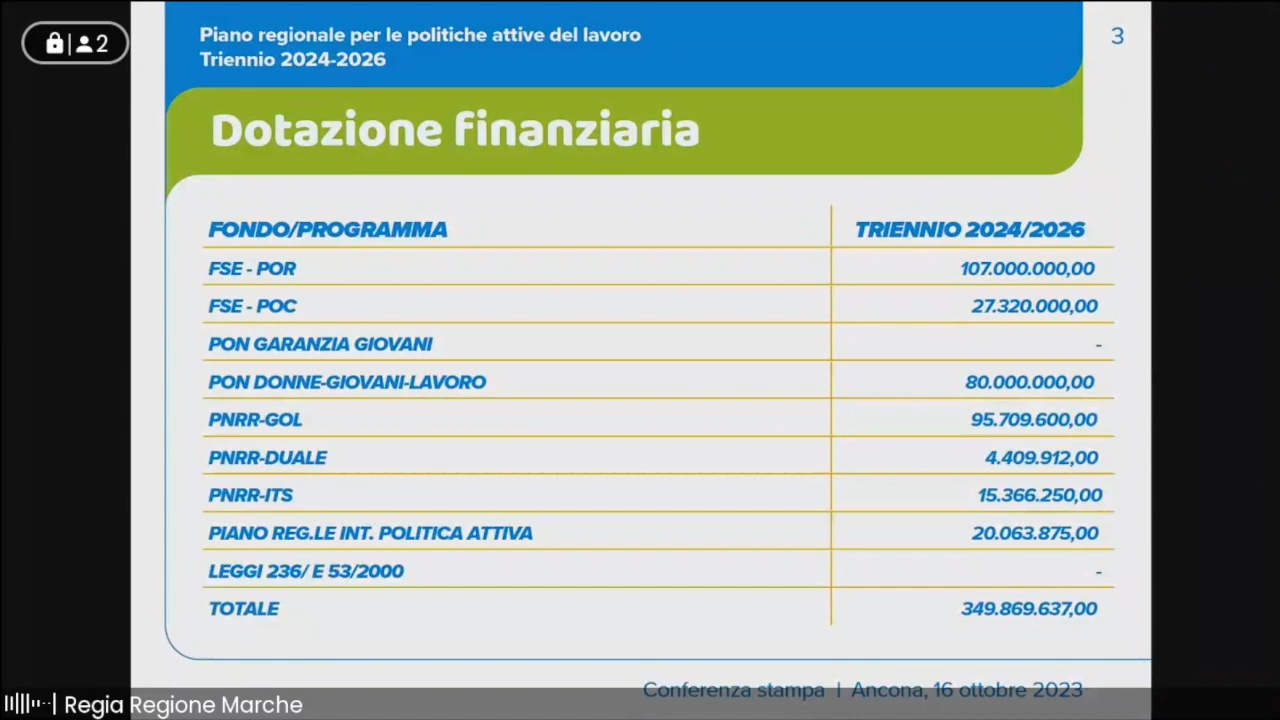 2
Piano regionale per le politiche attive del lavoro
Triennio 2024-2026
3
Dotazione finanziaria
FONDO/PROGRAMMA TRIENNIO 2024/2026
FSE - POR 107.000.000,00
FSE - POC 27.320.000,00
PON GARANZIA GIOVANI -
PON DONNE-GIOVANI-LAVORO 80.000.000,00
PNRR-GOL 95.709.600,00
PNRR-DUALE 4.409.912,00
PNRR-ITS 15.366.250,00
PIANO REG.LE INT. POLITICA ATTIVA 20.063.875,00
LEGGI 236/ E 53/2000 -
TOTALE 349.869.637,00
Conferenza stampa | Ancona, 16 ottobre 2023
Regia Regione Marche